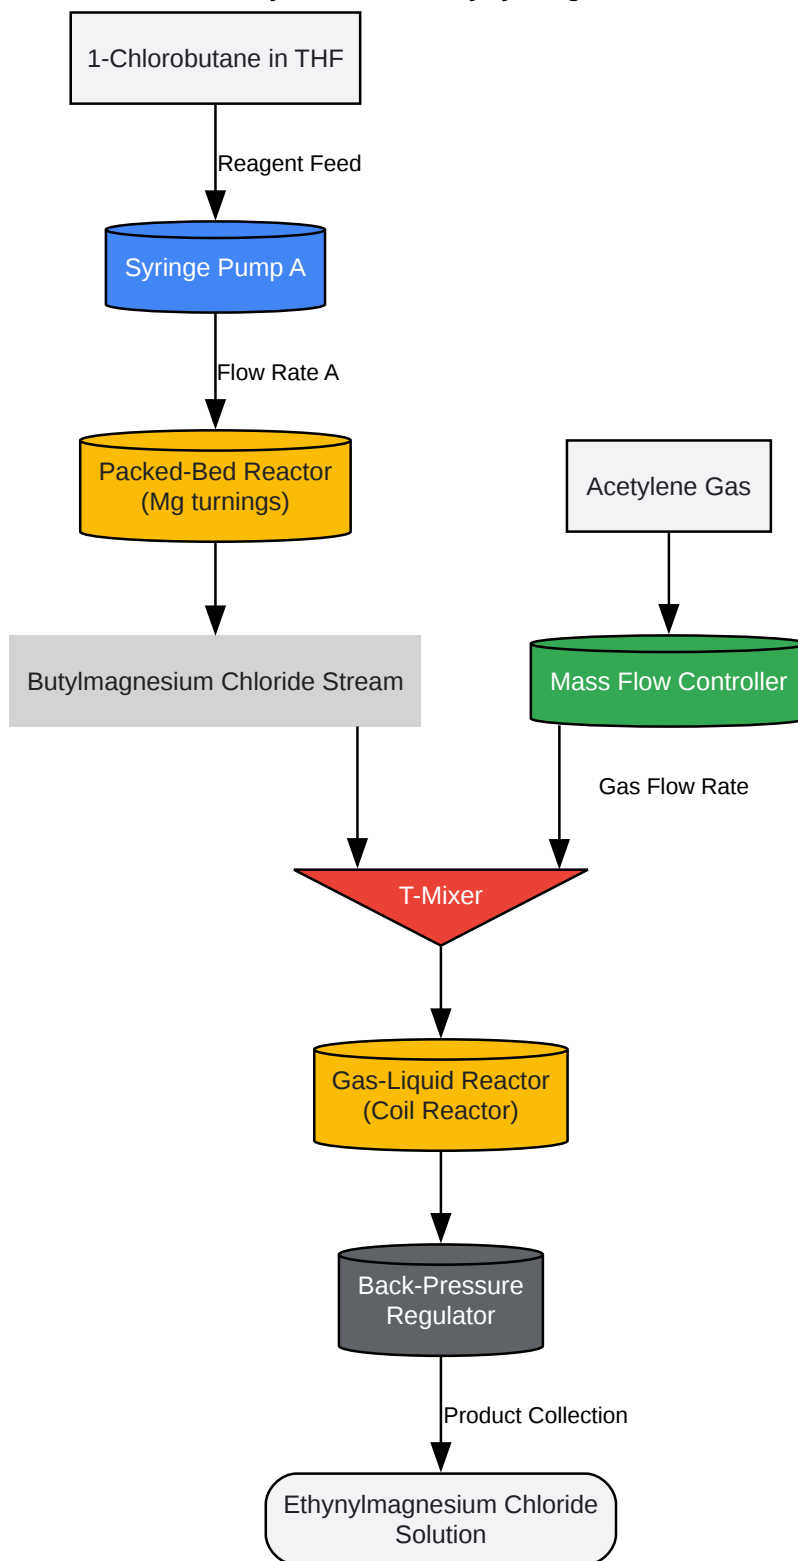 1-Chlorobutane in THF
Reagent Feed
Syringe Pump A
Flow Rate A
Packed-Bed Reactor
(Mg turnings)
Acetylene Gas
Butylmagnesium Chloride Stream
Mass Flow Controller
Gas Flow Rate
T-Mixer
Gas-Liquid Reactor
(Coil Reactor)
Back-Pressure
Regulator
Product Collection
Ethynylmagnesium Chloride
Solution